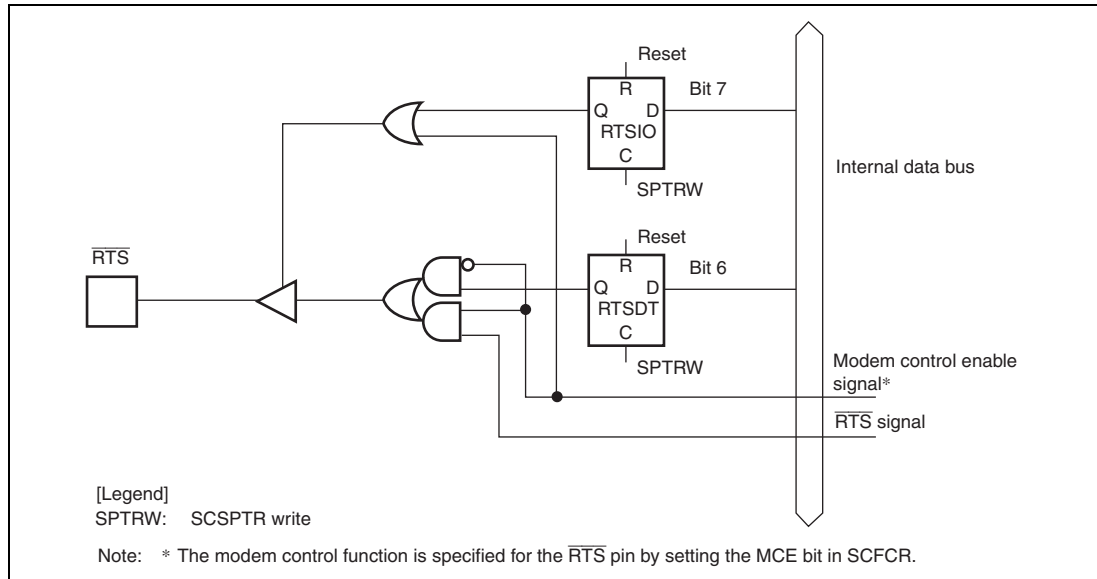 Reset
R
Bit 7
Q D
RTSIO
C
SPTRW
Internal data bus
RTS
Reset
R
Bit 6
Q D
RTSDT
C
SPTRW
Modem control enable
signal*
RTS signal
[Legend]
SPTRW: SCSPTR write
Note: * The modem control function is specified for the RTS pin by setting the MCE bit in SCFCR.